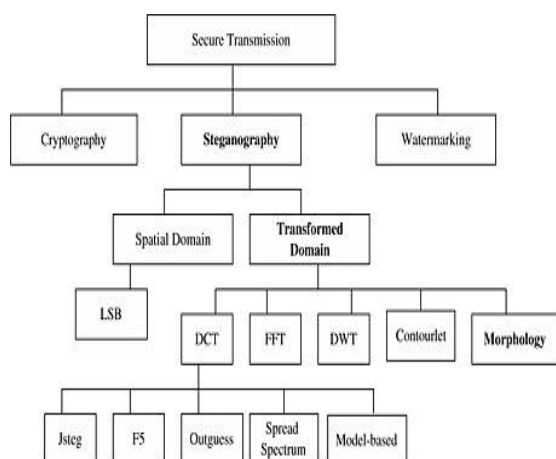 Secure Transmission
Cryptography
Steganography
Watermarking
Spatial Domain
Transformed
Domain
LSB
DCT
FFT
DWT
Contourlet
Morphology
Jsteg
F5
Outguess
Spread
Spectrum
Model-based